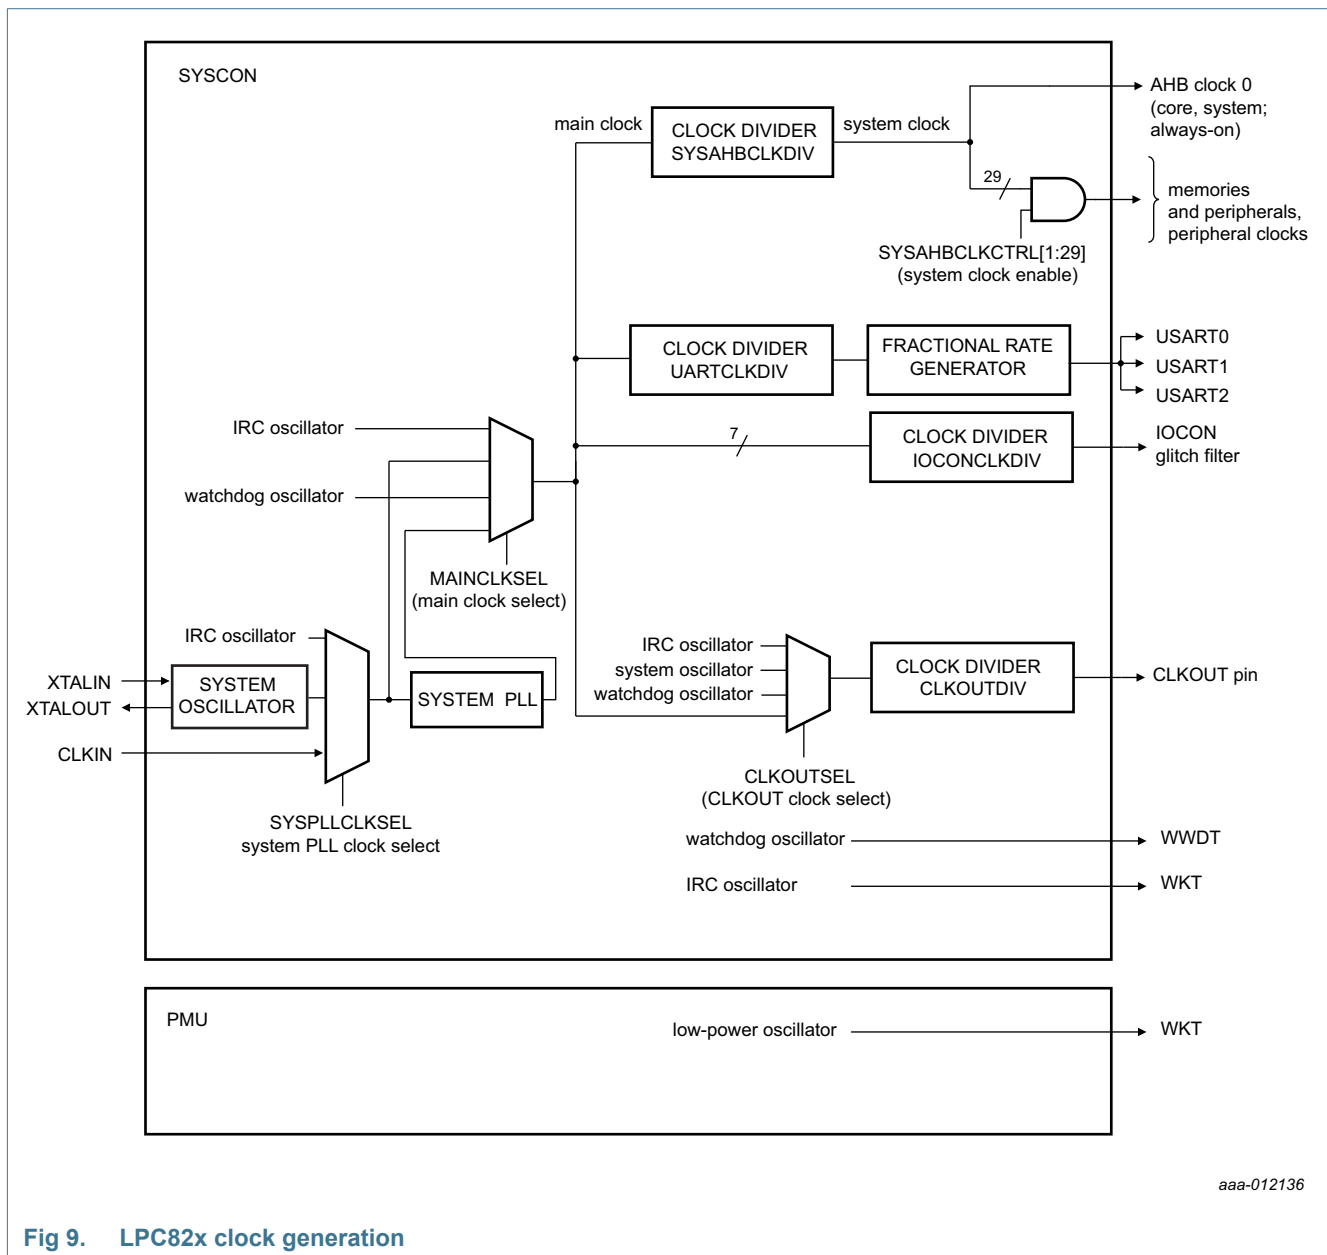 SYSCON
AHB clock 0
(core, system;
always-on)
main clock
CLOCK DIVIDER
SYSAHBCLKDIV
system clock
29
memories
and peripherals,
peripheral clocks
SYSAHBCLKCTRL[1:29]
(system clock enable)
CLOCK DIVIDER
UARTCLKDIV
FRACTIONAL RATE
GENERATOR
USART0
USART1
USART2
IRC oscillator
watchdog oscillator
7
CLOCK DIVIDER
IOCONCLKDIV
IOCON
glitch filter
MAINCLKSEL
(main clock select)
IRC oscillator
XTALIN
XTALOUT
SYSTEM
OSCILLATOR
CLKIN
SYSTEM PLL
SYSPLLCLKSEL
system PLL clock select
IRC oscillator
system oscillator
watchdog oscillator
CLOCK DIVIDER
CLKOUTDIV
CLKOUT pin
CLKOUTSEL
(CLKOUT clock select)
watchdog oscillator
WWDT
IRC oscillator
WKT
PMU
low-power oscillator
WKT
aaa-012136
Fig 9. LPC82x clock generation